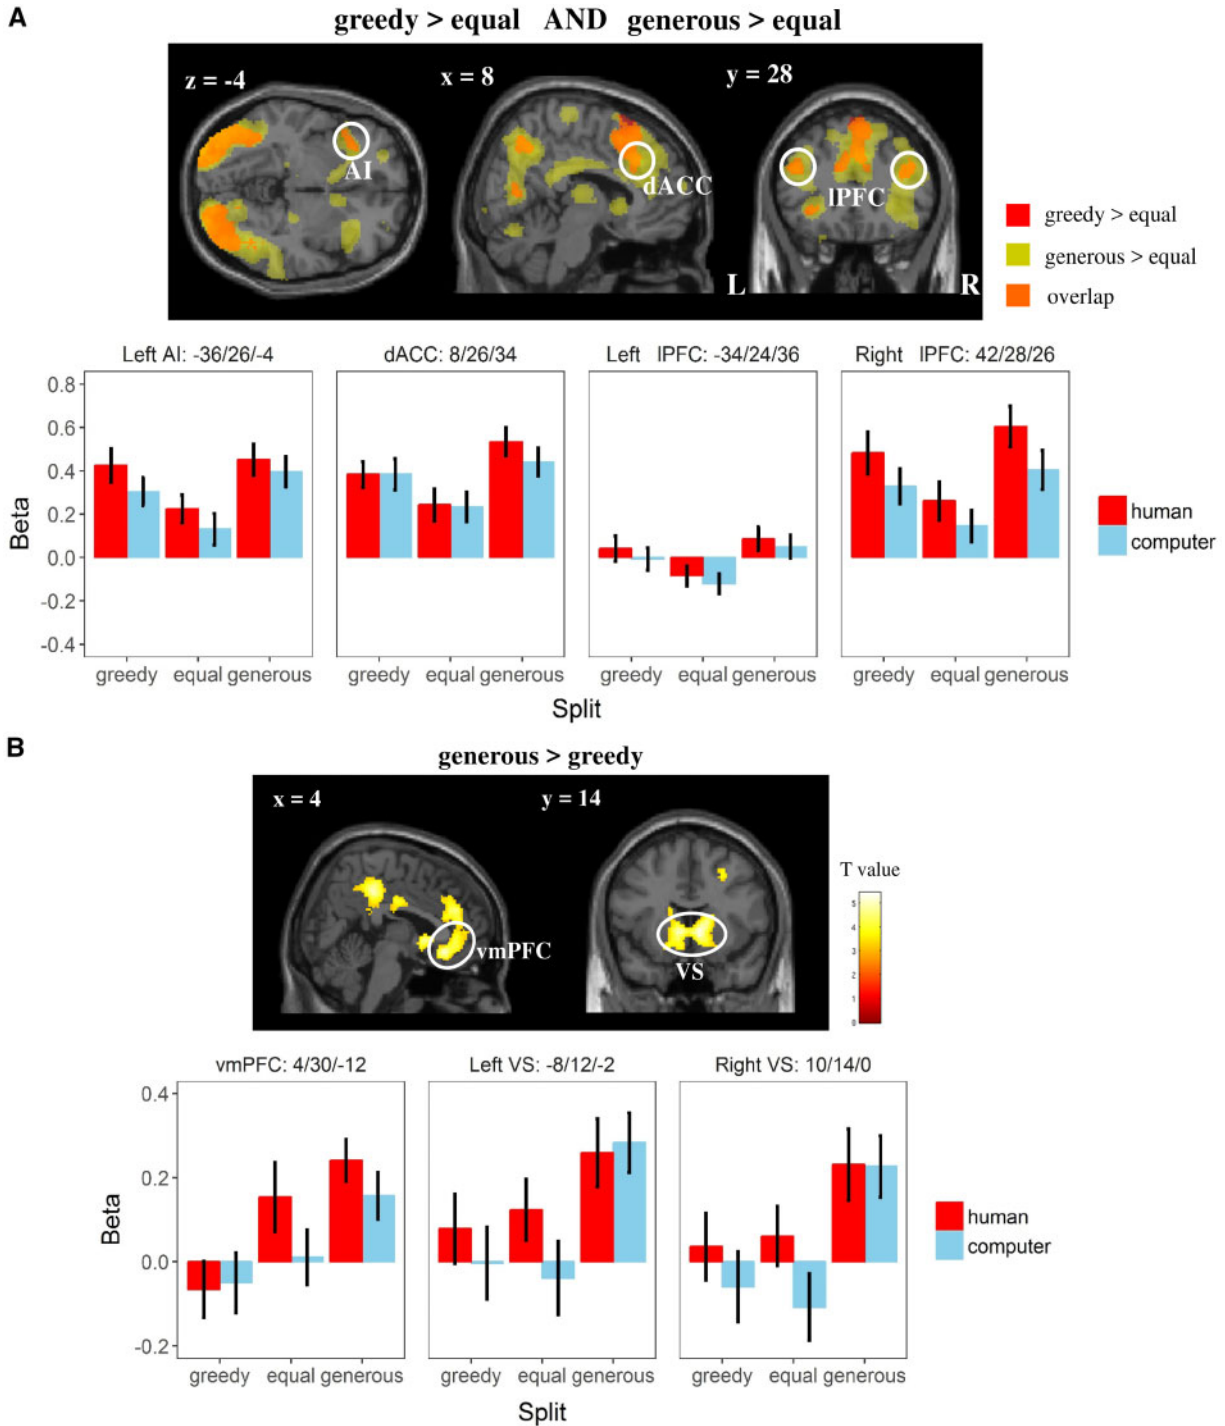 A
greedy > equal AND generous > equal
z = -4
x = 8
y = 28
AI
dACC
lPFC
L
R
greedy > equal
generous > equal
overlap
Left AI: -36/26/-4
dACC: 8/26/34
Left lPFC: -34/24/36
Right lPFC: 42/28/26
0.8
0.6
0.4
0.2
0.0
-0.2
-0.4
Beta
human
computer
greedy equal generous
greedy equal generous
greedy equal generous
greedy equal generous
Split
B
generous > greedy
x = 4
y = 14
vmPFC
VS
T value
5
4
3
2
1
0
vmPFC: 4/30/-12
Left VS: -8/12/-2
Right VS: 10/14/0
0.4
0.2
0.0
-0.2
Beta
human
computer
greedy equal generous
greedy equal generous
greedy equal generous
Split